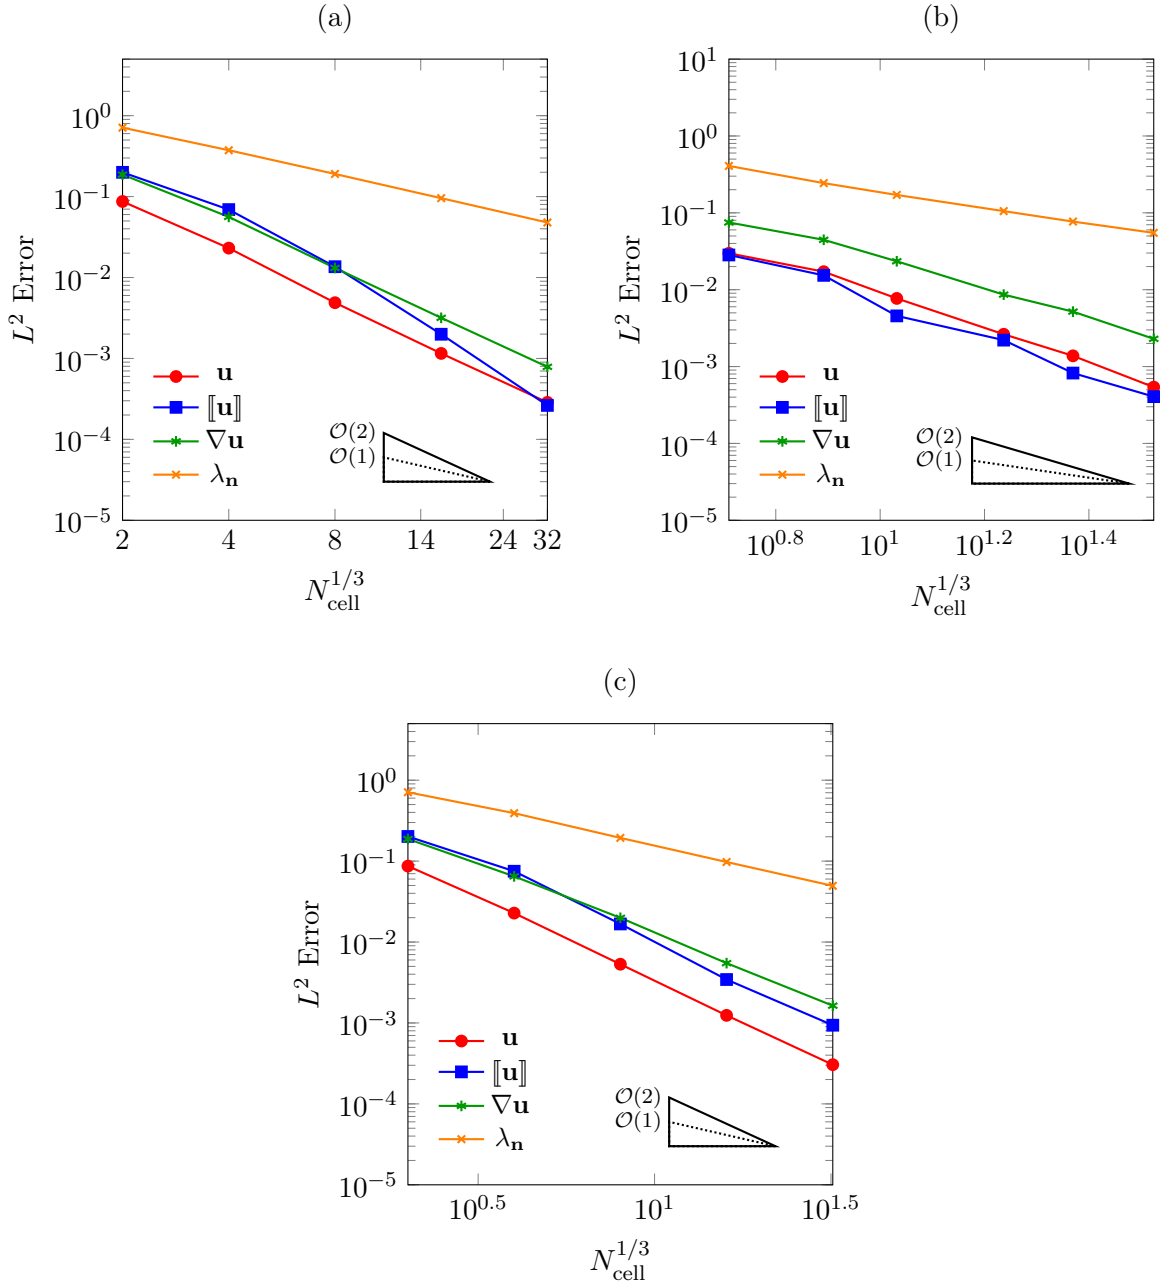 (a)
10^0
10^−1
10^−2
10^−3
10^−4
10^−5
L^2 Error
u
⟦u⟧
∇u
λ_n
𝒪(2)
𝒪(1)
2 4 8 14 24 32
N_cell^1/3
(b)
10^1
10^0
10^−1
10^−2
10^−3
10^−4
10^−5
L^2 Error
u
⟦u⟧
∇u
λ_n
𝒪(2)
𝒪(1)
10^0.8 10^1 10^1.2 10^1.4
N_cell^1/3
(c)
10^0
10^−1
10^−2
10^−3
10^−4
10^−5
L^2 Error
u
⟦u⟧
∇u
λ_n
𝒪(2)
𝒪(1)
10^0.5 10^1 10^1.5
N_cell^1/3